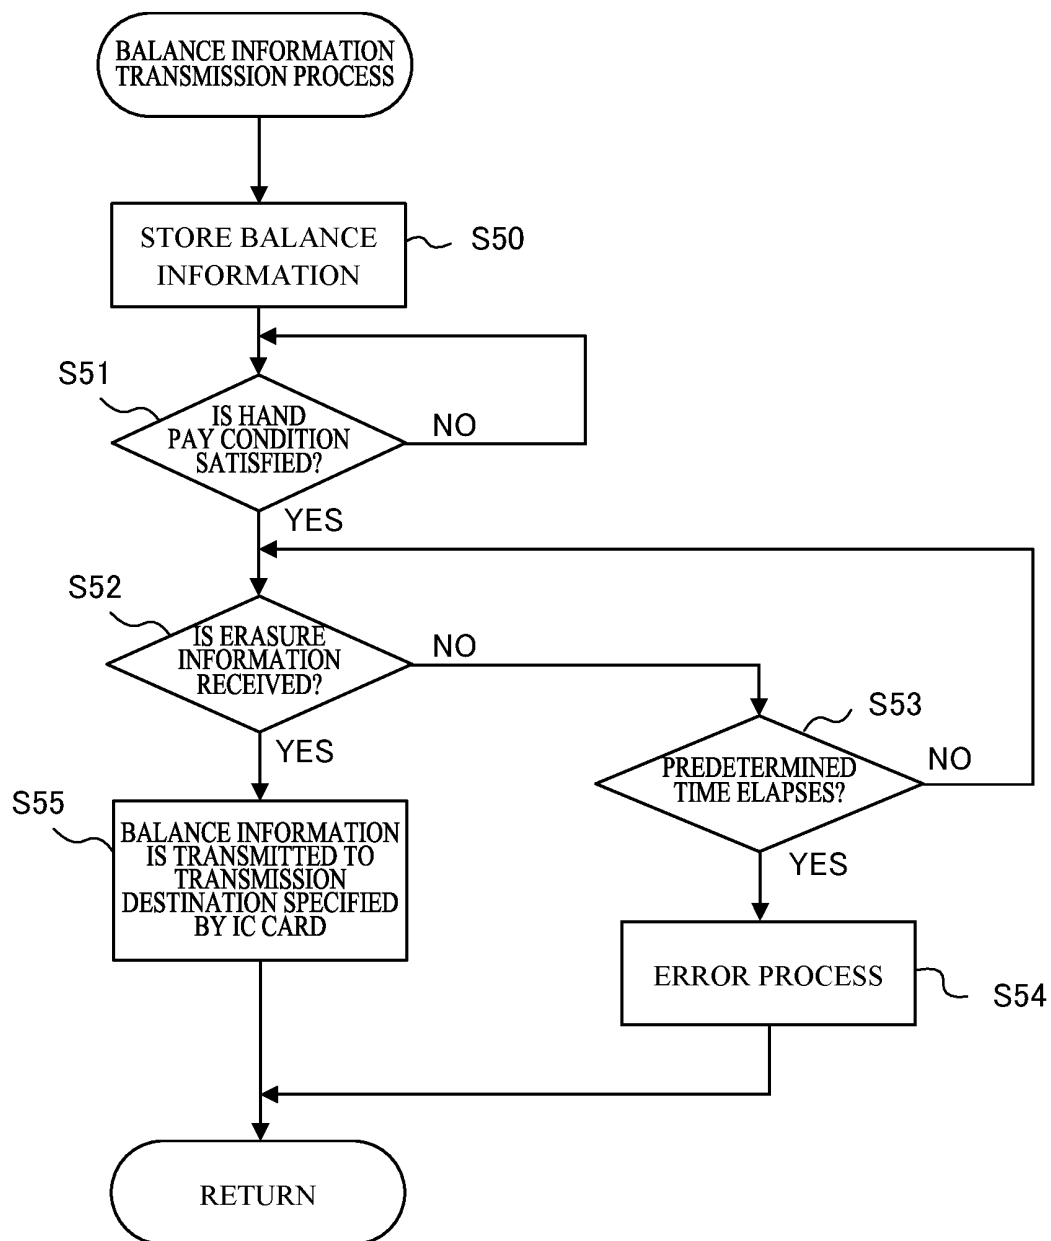 BALANCE INFORMATION
TRANSMISSION PROCESS
STORE BALANCE
INFORMATION
S50
S51
IS HAND
PAY CONDITION
SATISFIED?
NO
YES
S52
IS ERASURE
INFORMATION
RECEIVED?
NO
YES
S53
PREDETERMINED
TIME ELAPSES?
NO
YES
S55
BALANCE INFORMATION
IS TRANSMITTED TO
TRANSMISSION
DESTINATION SPECIFIED
BY IC CARD
ERROR PROCESS
S54
RETURN